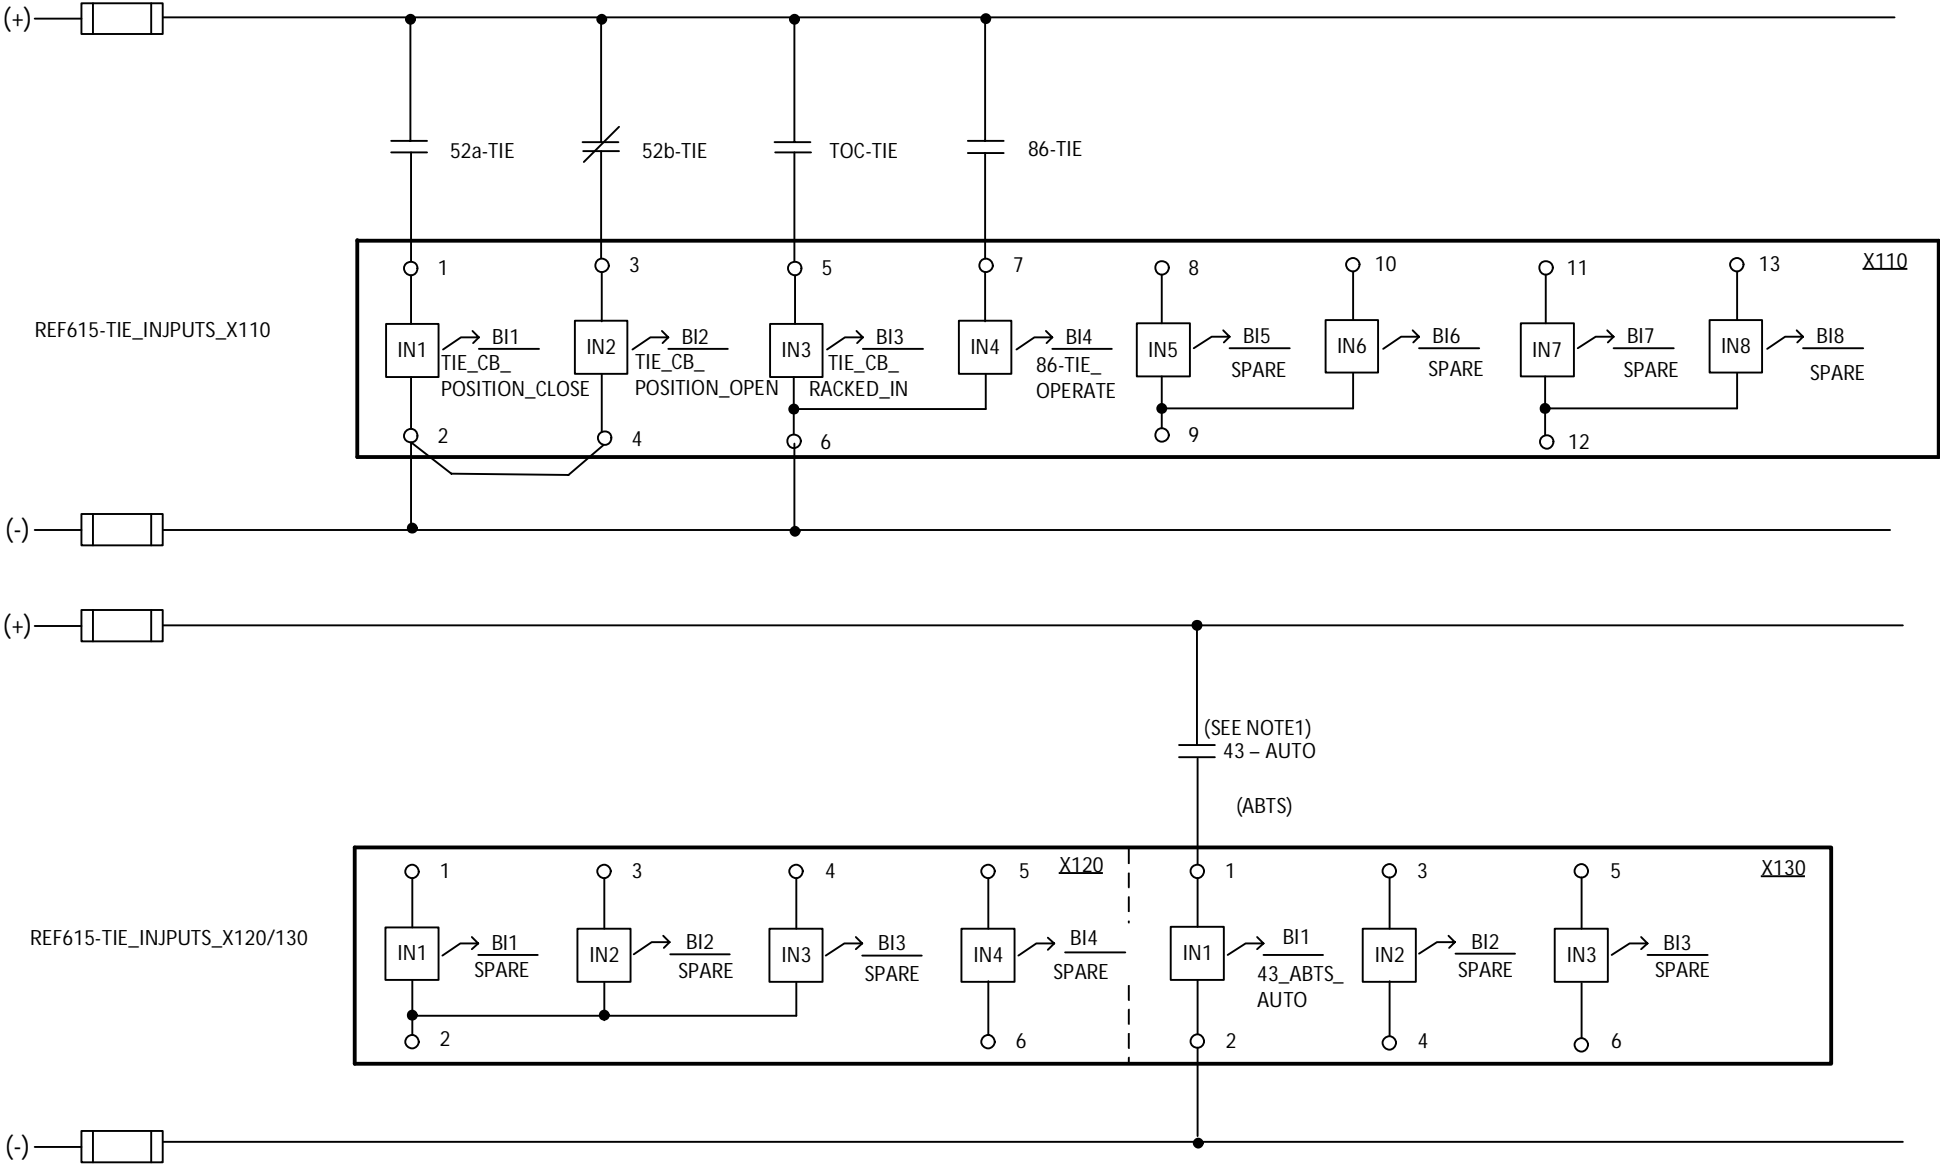 (+)
52a-TIE
52b-TIE
TOC-TIE
86-TIE
1
3
5
7
8
10
11
13
X110
REF615-TIE_INJPUTS_X110
IN1
BI1
TIE_CB_
POSITION_CLOSE
IN2
BI2
TIE_CB_
POSITION_OPEN
IN3
BI3
TIE_CB_
RACKED_IN
IN4
BI4
86-TIE_
OPERATE
IN5
BI5
SPARE
IN6
BI6
SPARE
IN7
BI7
SPARE
IN8
BI8
SPARE
2
4
6
9
12
(-)
(+)
(SEE NOTE1)
43 – AUTO
(ABTS)
1
3
4
5
X120
1
3
5
X130
REF615-TIE_INJPUTS_X120/130
IN1
BI1
SPARE
IN2
BI2
SPARE
IN3
BI3
SPARE
IN4
BI4
SPARE
IN1
BI1
43_ABTS_
AUTO
IN2
BI2
SPARE
IN3
BI3
SPARE
2
6
2
4
6
(-)